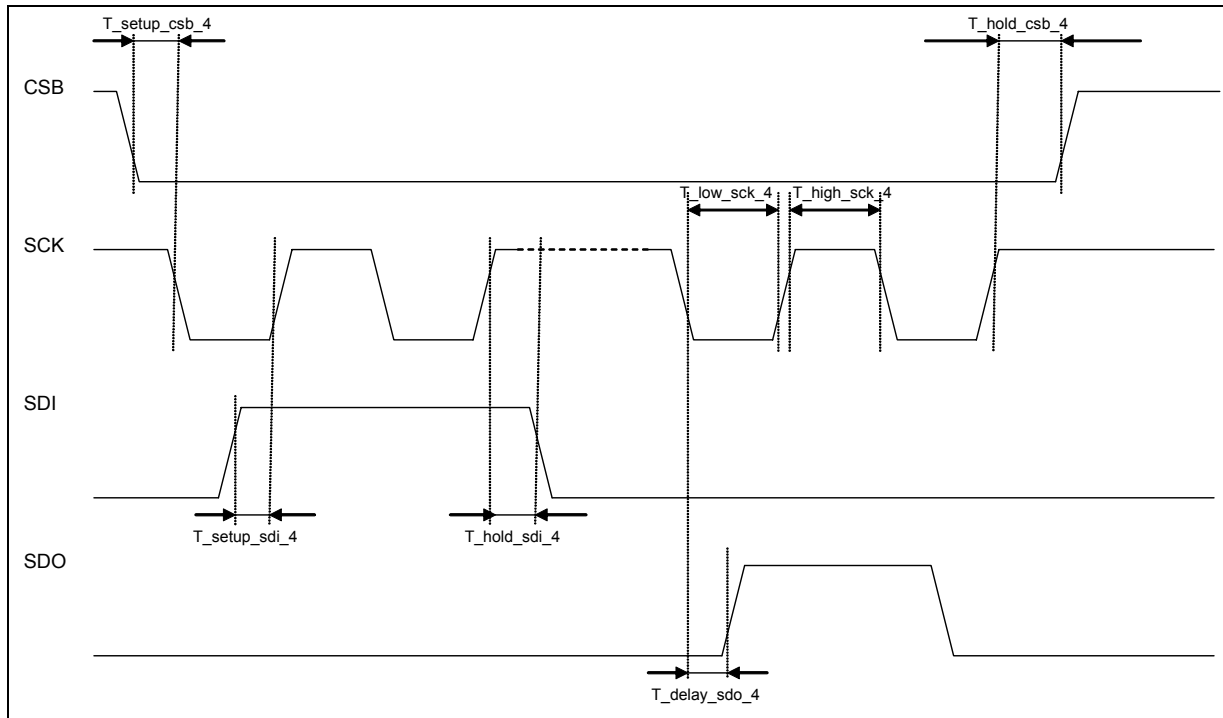 T_setup_csb_4
T_hold_csb_4
CSB
T_low_sck_4
T_high_sck_4
SCK
SDI
T_setup_sdi_4
T_hold_sdi_4
SDO
T_delay_sdo_4